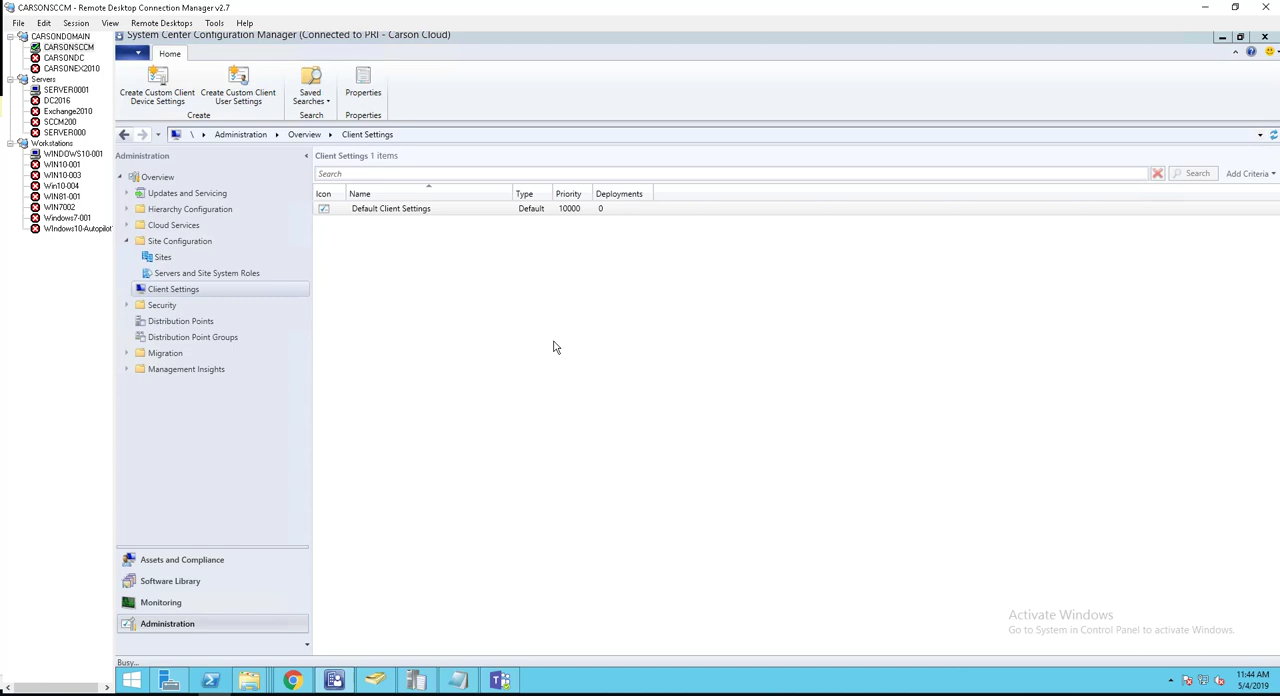 CARSONSCCM - Remote Desktop Connection Manager v2.7
File Edit Session View Remote Desktops Tools Help
CARSONDOMAIN
CARSONSCCM
CARSONDC
CARSONEX2010
Servers
SERVER0001
DC2016
Exchange2010
SCCM200
SERVER000
Workstations
WINDOWS10-001
WIN10-001
WIN10-003
Win10-004
WIN81-001
WIN7002
Windows7-001
WIndows10-Autopilot
System Center Configuration Manager (Connected to PRI - Carson Cloud)
Home
Create Custom Client Device Settings
Create Custom Client User Settings
Saved Searches
Properties
Create Search Properties
\ Administration Overview Client Settings
Administration
Overview
Updates and Servicing
Hierarchy Configuration
Cloud Services
Site Configuration
Sites
Servers and Site System Roles
Client Settings
Security
Distribution Points
Distribution Point Groups
Migration
Management Insights
Assets and Compliance
Software Library
Monitoring
Administration
Client Settings 1 items
Search Search Add Criteria
Icon Name Type Priority Deployments
Default Client Settings Default 10000 0
Activate Windows
Go to System in Control Panel to activate Windows.
Busy...
11:44 AM
5/4/2019